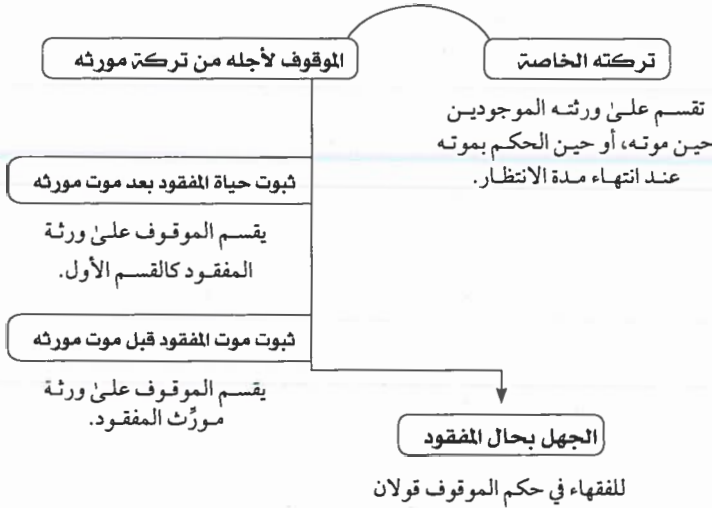 تركته الخاصة
تقسم علىٰ ورثته الموجودين
حين موته، أو حين الحكم بموته
عند انتهاء مدة الانتظار.
الموقوف لأجله من تركة مورثه
ثبوت حياة المفقود بعد موت مورثه
يقسم الموقوف علىٰ ورثة
المفقود كالقسم الأول.
ثبوت موت المفقود قبل موت مورثه
يقسم الموقوف علىٰ ورثة
مورِّث المفقود.
الجهل بحال المفقود
للفقهاء في حكم الموقوف قولان